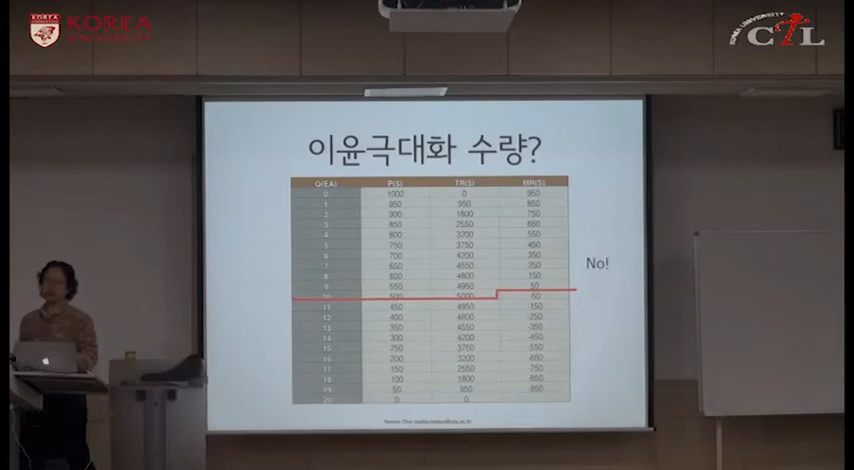 KOREA
UNIVERSITY
KOREA UNIVERSITY
CTL
이윤극대화 수량?
Q(EA) P($) TR($) MR($)
0 1000 0 950
1 950 950 850
2 900 1800 750
3 850 2550 650
4 800 3200 550
5 750 3750 450
6 700 4200 350
7 650 4550 250
8 600 4800 150
9 550 4950 50
10 500 5000 -50
11 450 4950 -150
12 400 4800 -250
13 350 4550 -350
14 300 4200 -450
15 250 3750 -550
16 200 3200 -650
17 150 2550 -750
18 100 1800 -850
19 50 950 -950
20 0 0
No!